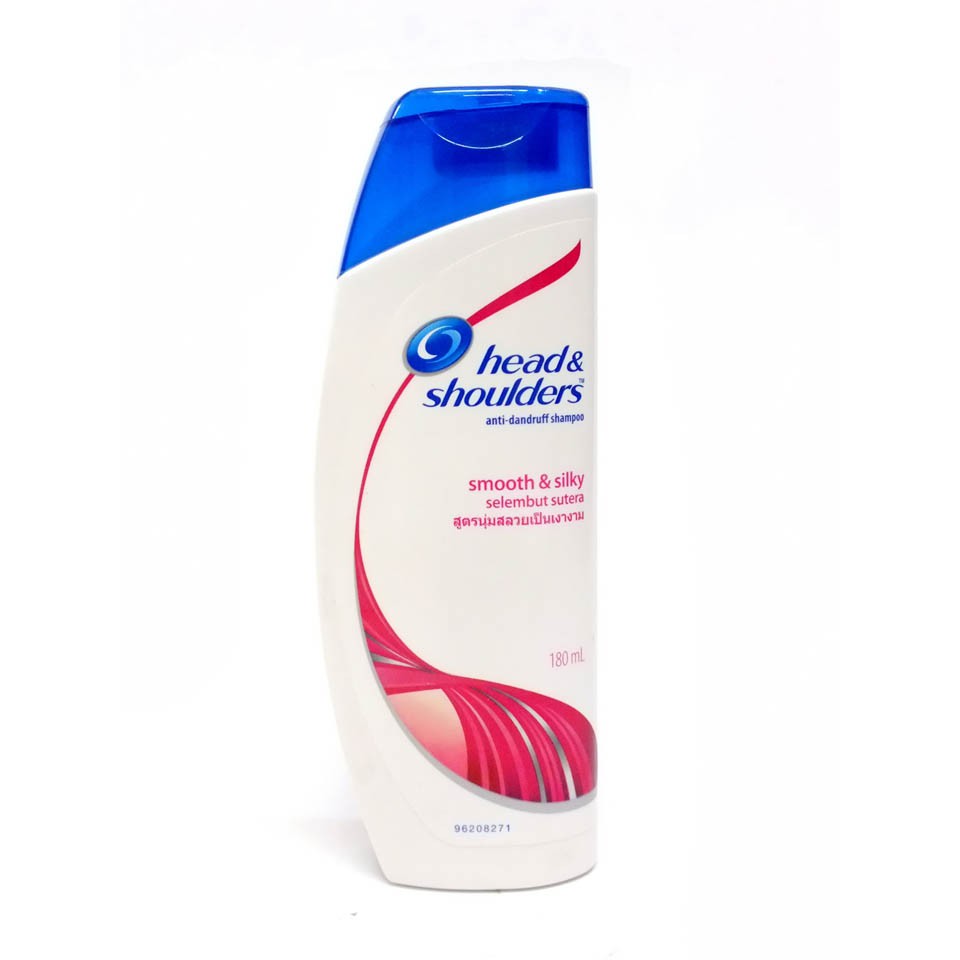 head &
shoulders™
anti-dandruff shampoo
smooth & silky
selembut sutera
สูตรนุ่มสลวยเป็นเงางาม
180 mL
96208271